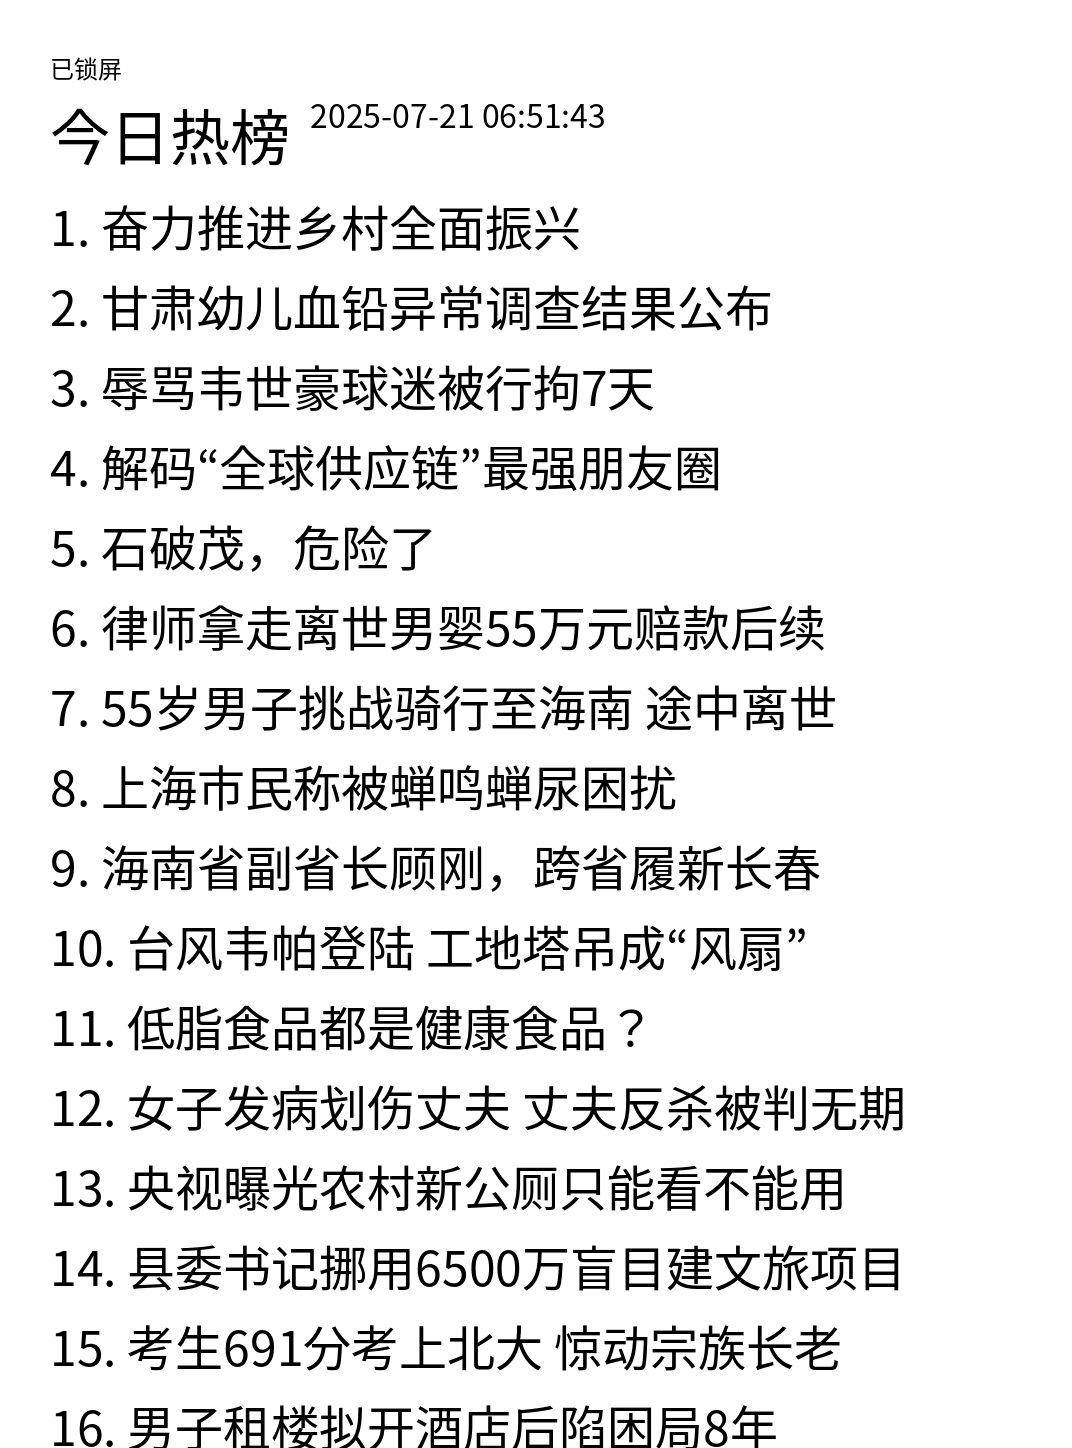 已锁屏
今日热榜 2025-07-21 06:51:43
1. 奋力推进乡村全面振兴
2. 甘肃幼儿血铅异常调查结果公布
3. 辱骂韦世豪球迷被行拘7天
4. 解码“全球供应链”最强朋友圈
5. 石破茂，危险了
6. 律师拿走离世男婴55万元赔款后续
7. 55岁男子挑战骑行至海南 途中离世
8. 上海市民称被蝉鸣蝉尿困扰
9. 海南省副省长顾刚，跨省履新长春
10. 台风韦帕登陆 工地塔吊成“风扇”
11. 低脂食品都是健康食品？
12. 女子发病划伤丈夫 丈夫反杀被判无期
13. 央视曝光农村新公厕只能看不能用
14. 县委书记挪用6500万盲目建文旅项目
15. 考生691分考上北大 惊动宗族长老
16. 男子租楼拟开酒店后陷困局8年